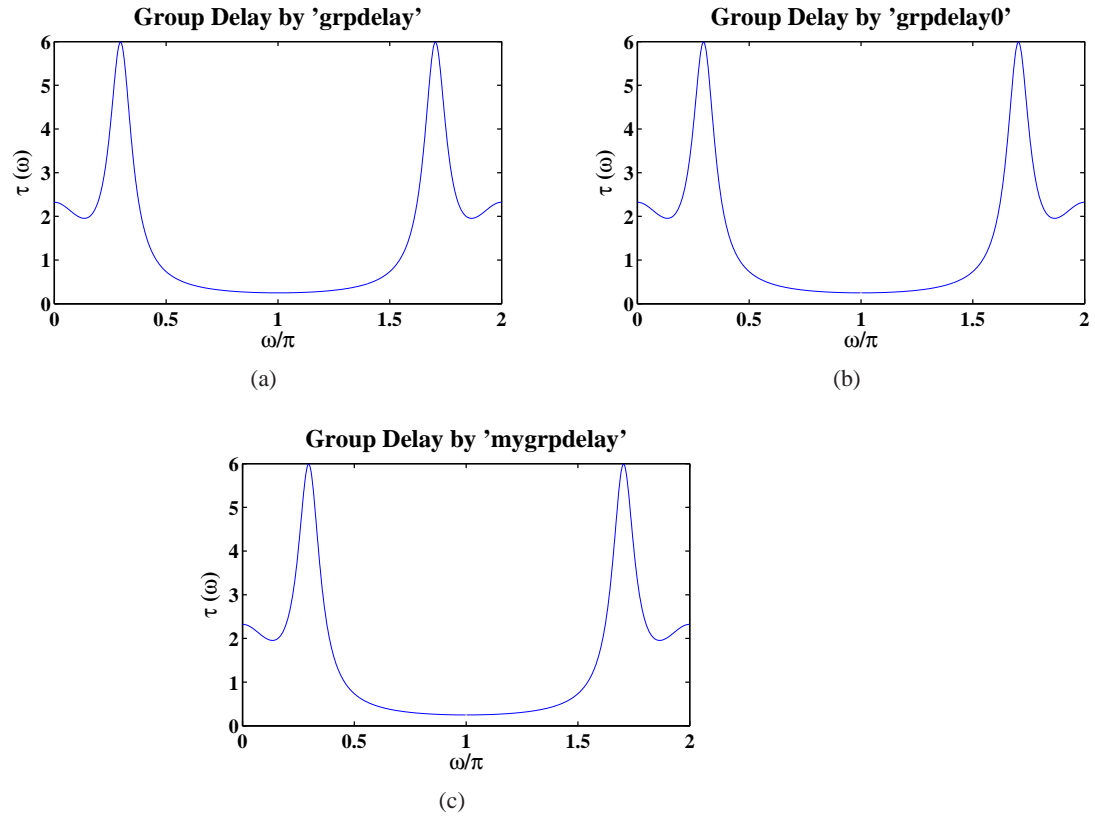 Group Delay by ’grpdelay’
6
5
4
3
2
1
0
τ (ω)
0 0.5 1 1.5 2
ω/π
(a)
Group Delay by ’grpdelay0’
6
5
4
3
2
1
0
τ (ω)
0 0.5 1 1.5 2
ω/π
(b)
Group Delay by ’mygrpdelay’
6
5
4
3
2
1
0
τ (ω)
0 0.5 1 1.5 2
ω/π
(c)